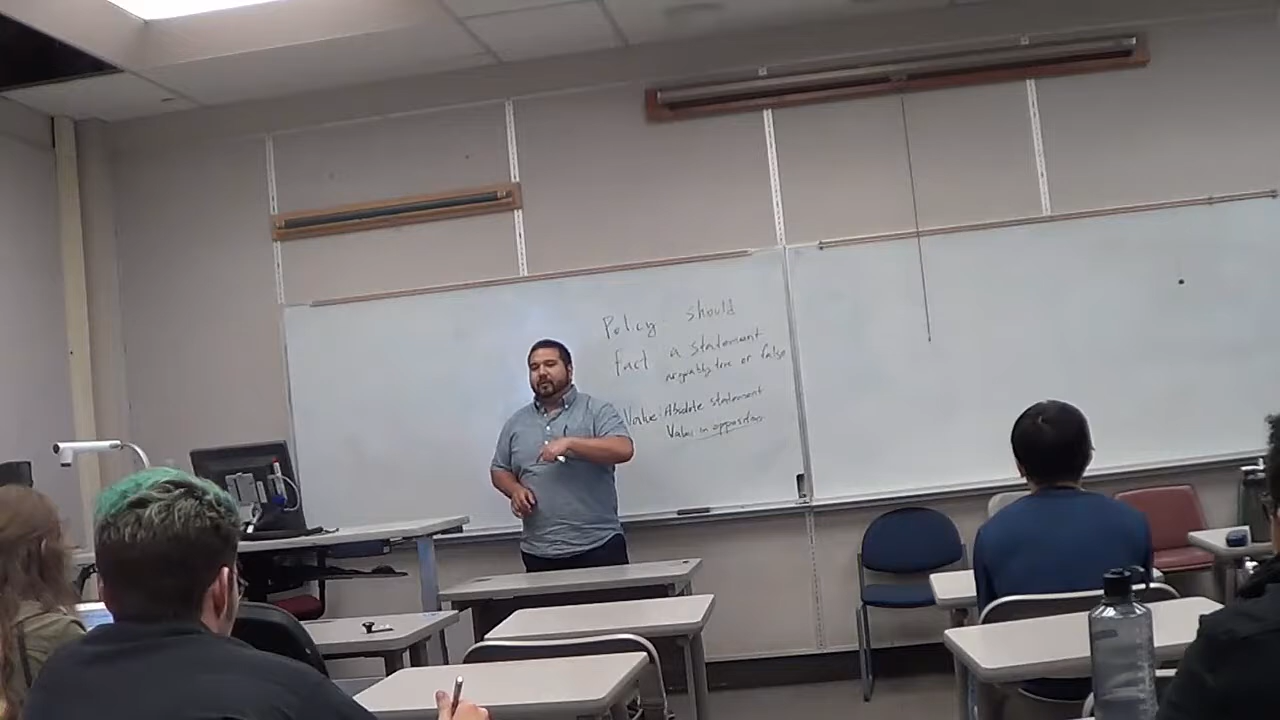 Policy: should
Fact a statement
arguably true or false
Value: Absolute statement
Value in opposition